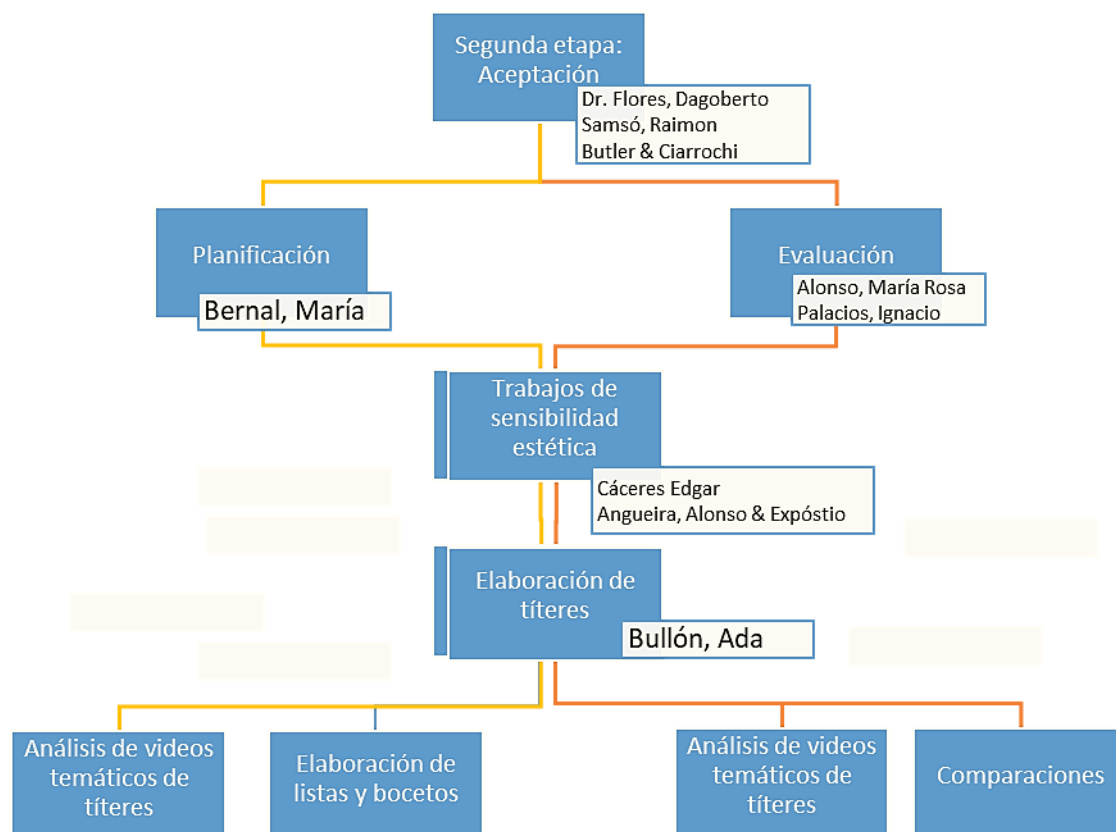 Segunda etapa:
Aceptación
Dr. Flores, Dagoberto
Samsó, Raimon
Butler & Ciarrochi
Planificación
Bernal, María
Evaluación
Alonso, María Rosa
Palacios, Ignacio
Trabajos de
sensibilidad
estética
Cáceres Edgar
Angueira, Alonso & Expóstio
Elaboración de
títeres
Bullón, Ada
Análisis de videos
temáticos de
títeres
Elaboración de
listas y bocetos
Análisis de videos
temáticos de
títeres
Comparaciones